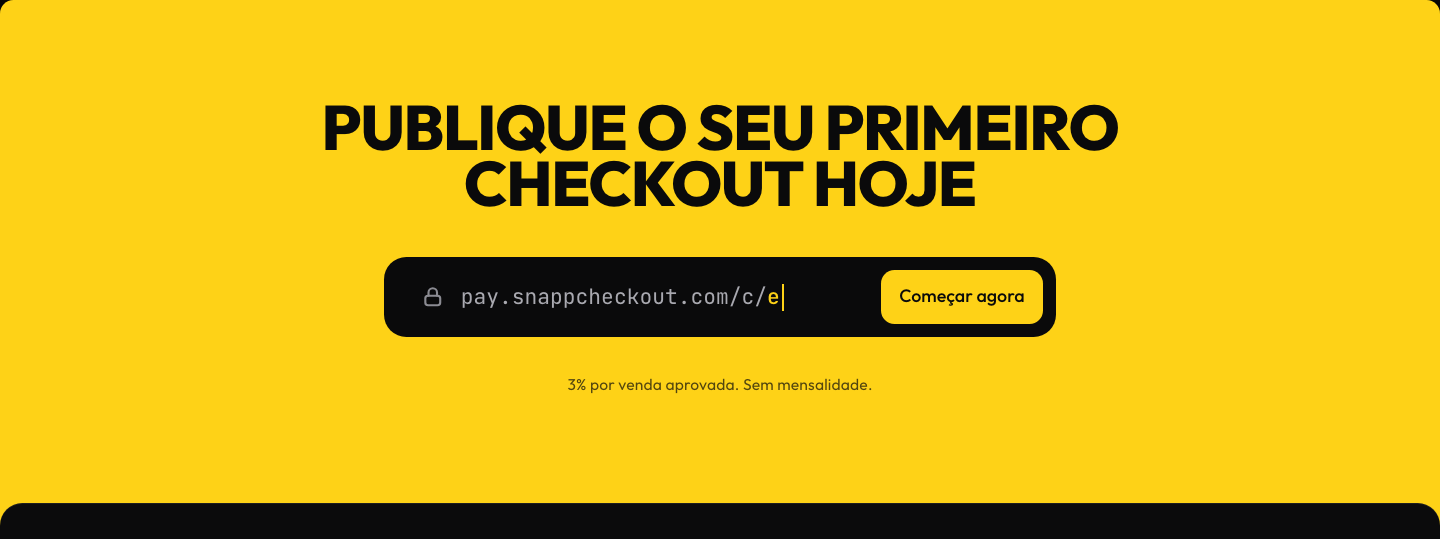 PUBLIQUE O SEU PRIMEIRO
CHECKOUT HOJE
pay.snappcheckout.com/c/e
Começar agora
3% por venda aprovada. Sem mensalidade.